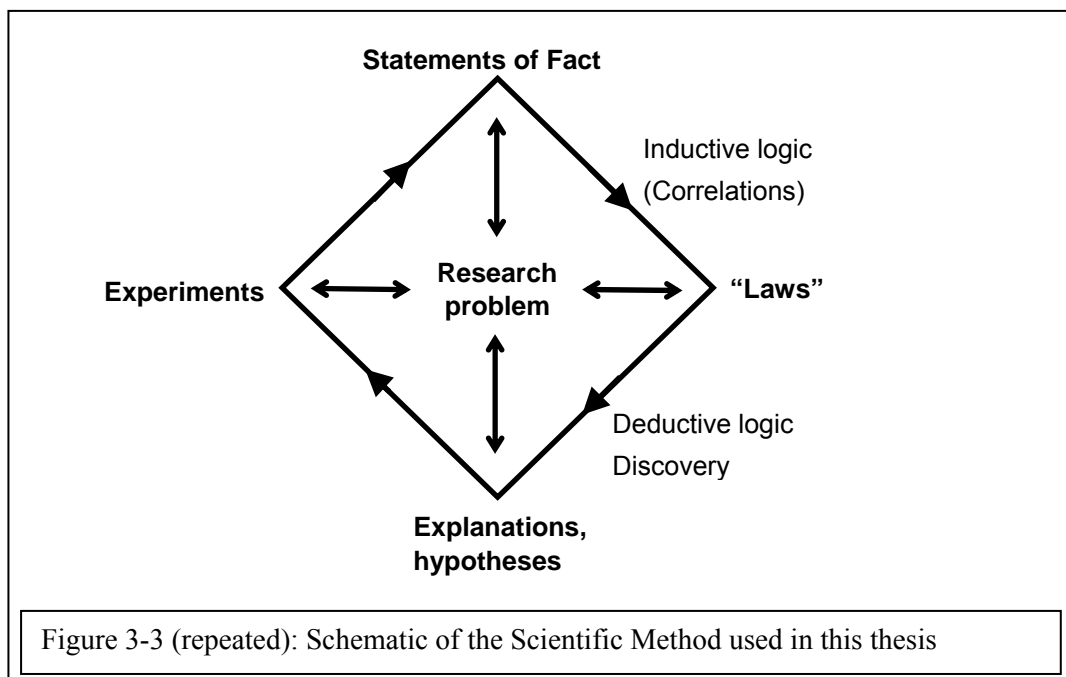 Statements of Fact
Inductive logic
(Correlations)
Experiments
Research
problem
“Laws”
Deductive logic
Discovery
Explanations,
hypotheses
Figure 3-3 (repeated): Schematic of the Scientific Method used in this thesis